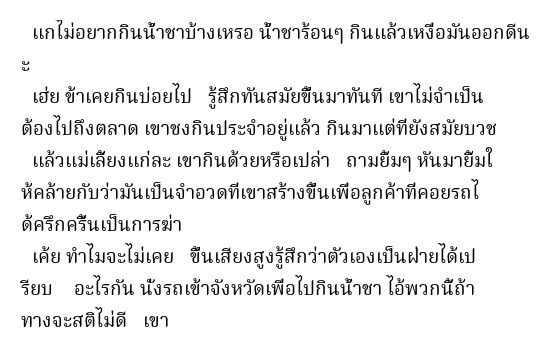 แกไม่อยากกินน้ำชาบ้างเหรอ น้ำชาร้อนๆ กินแล้วเหงื่อมันออกดีน
ะ
เฮ่ย ข้าเคยกินบ่อยไป   รู้สึกทันสมัยขึ้นมาทันที เขาไม่จำเป็น
ต้องไปถึงตลาด เขาชงกินประจำอยู่แล้ว กินมาแต่ที่ยังสมัยบวช
แล้วแม่เลี้ยงแก่ละ เขากินด้วยหรือเปล่า   ถามยิ้มๆ หันมายิ้มใ
ห้คล้ายกับว่ามันเป็นจำอวดที่เขาสร้างขึ้นเพื่อลูกค้าที่คอยรถไ
ด้ครึกครื้นเป็นการฆ่า
เค้ย ทำไมจะไม่เคย   ขึ้นเสียงสูงรู้สึกว่าตัวเองเป็นฝ่ายได้เป
รียบ    อะไรกัน นั่งรถเข้าจังหวัดเพื่อไปกินน้ำชา ไอ้พวกนี้ถ้า
ทางจะสติไม่ดี   เขา